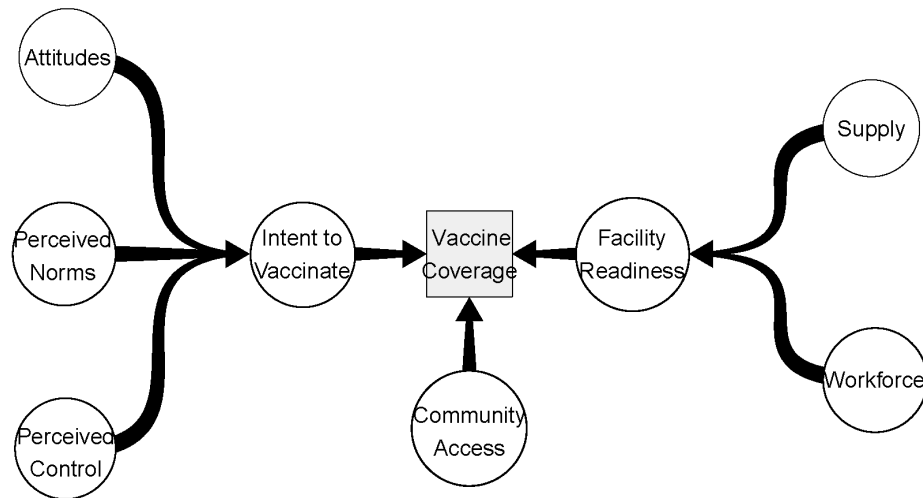 Attitudes
Perceived
Norms
Perceived
Control
Intent to
Vaccinate
Vaccine
Coverage
Community
Access
Facility
Readiness
Supply
Workforce